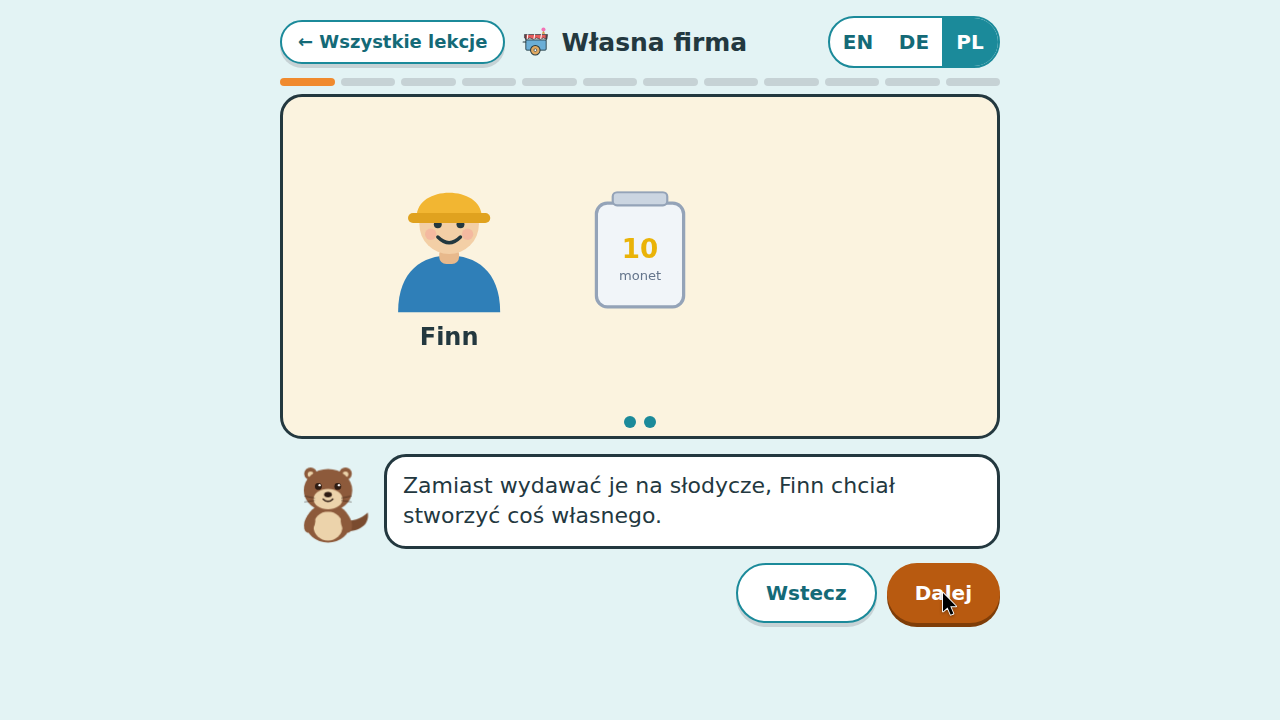 ← Wszystkie lekcje
Własna firma
EN DE PL
10
monet
Finn
Zamiast wydawać je na słodycze, Finn chciał
stworzyć coś własnego.
Wstecz
Dalej